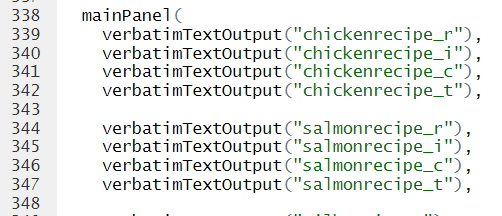 338 mainPanel(
339 verbatimTextOutput("chickenrecipe_r"),
340 verbatimTextOutput("chickenrecipe_i"),
341 verbatimTextOutput("chickenrecipe_c"),
342 verbatimTextOutput("chickenrecipe_t"),
343
344 verbatimTextOutput("salmonrecipe_r"),
345 verbatimTextOutput("salmonrecipe_i"),
346 verbatimTextOutput("salmonrecipe_c"),
347 verbatimTextOutput("salmonrecipe_t"),
348